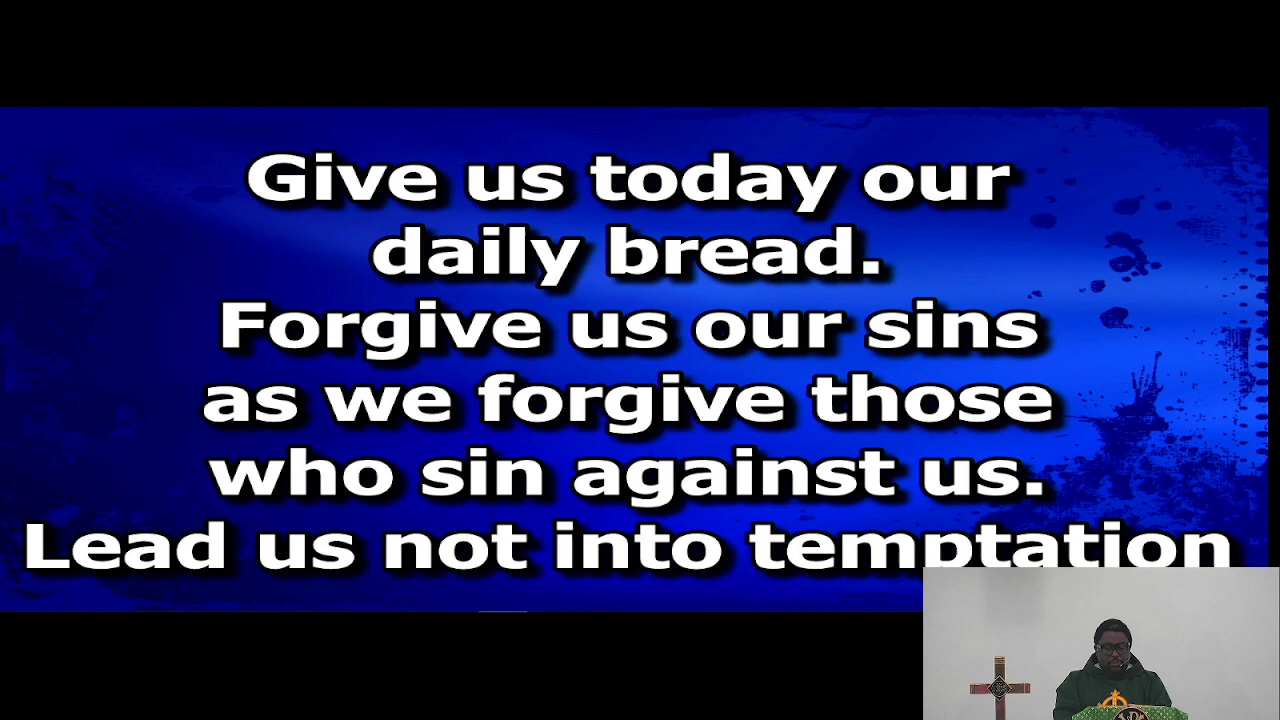 Give us today our
daily bread.
Forgive us our sins
as we forgive those
who sin against us.
Lead us not into temptation